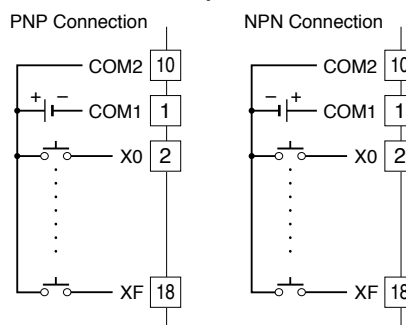 PNP Connection
COM2 10
+ − COM1 1
X0 2
XF 18
NPN Connection
COM2 10
− + COM1 1
X0 2
XF 18